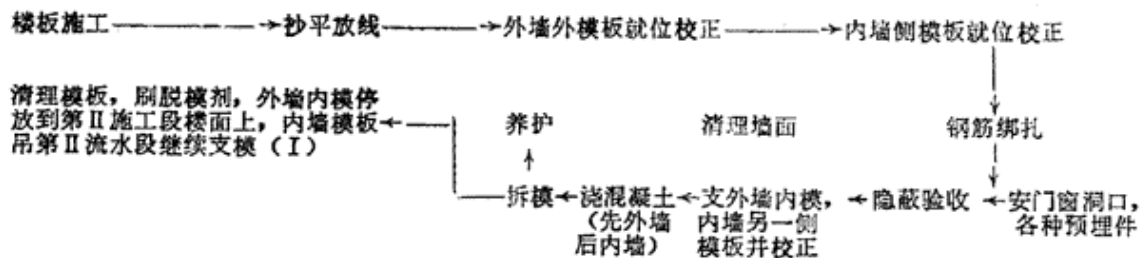 楼板施工 抄平放线 外墙外模板就位校正 内墙侧模板就位校正
清理模板，刷脱模剂，外墙内模停
放到第Ⅱ施工段楼面上，内墙模板
吊第Ⅱ流水段继续支模（Ⅰ）
养护 清理墙面 钢筋绑扎
拆模 浇混凝土 支外墙内模， 隐蔽验收 安门窗洞口，
（先外墙 内墙另一侧 各种预埋件
后内墙） 模板并校正